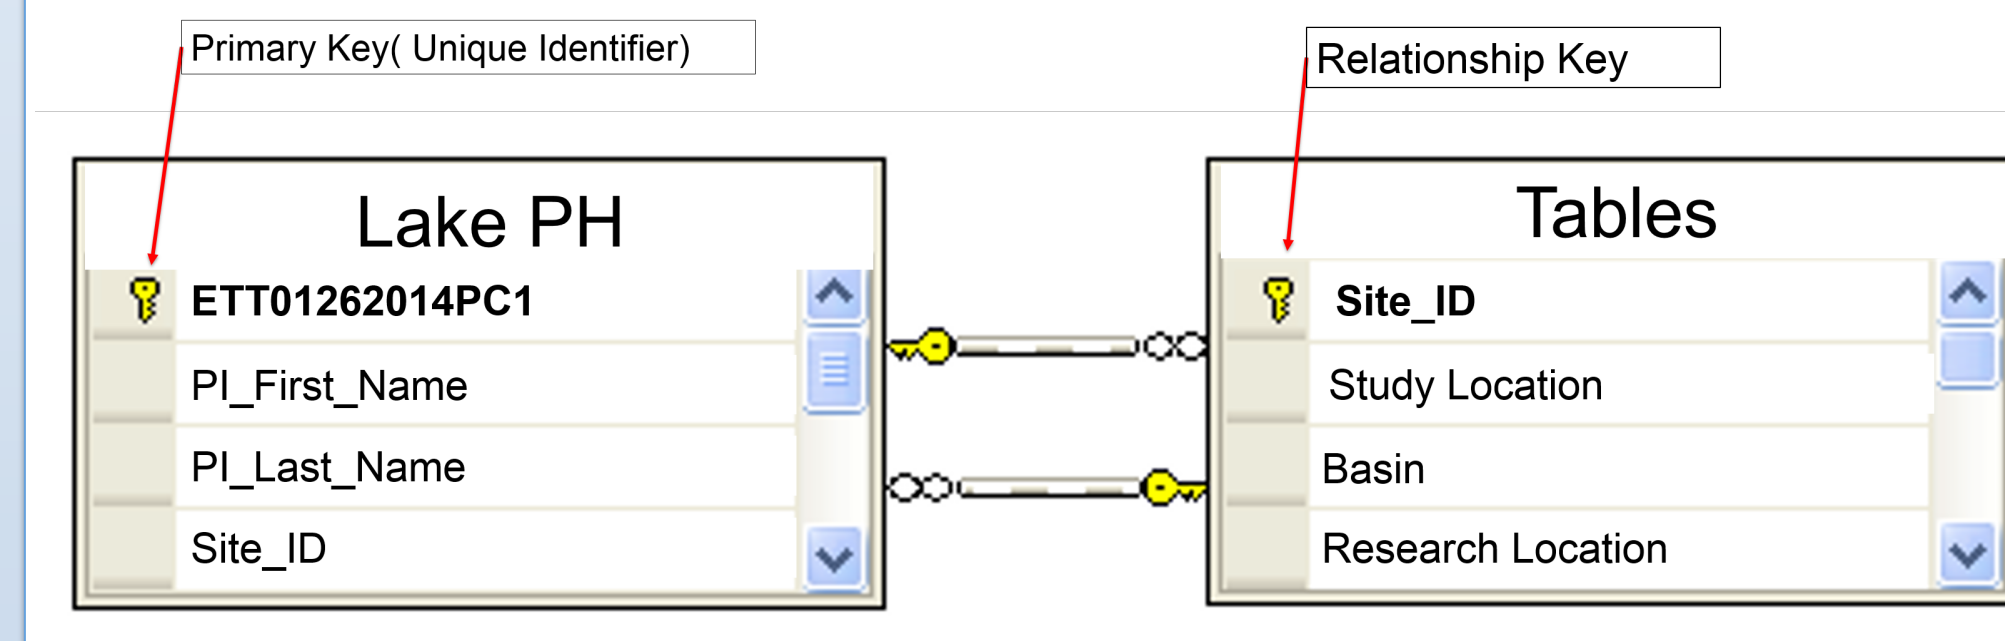 Primary Key( Unique Identifier)
Relationship Key
Lake PH
ETT01262014PC1
PI_First_Name
PI_Last_Name
Site_ID
Tables
Site_ID
Study Location
Basin
Research Location